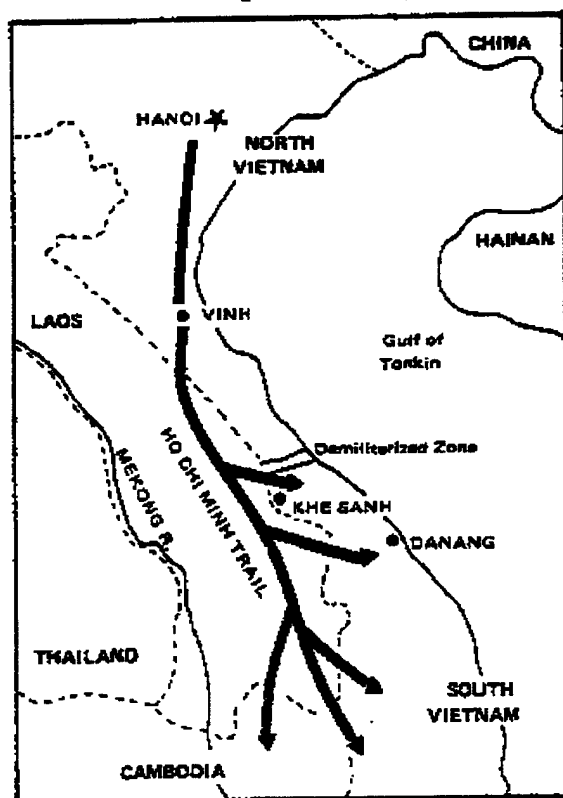 CHINA
HANOI
NORTH
VIETNAM
HAINAN
LAOS
VINH
Gulf of
Tonkin
Demilitarized Zone
HO CHI MINH TRAIL
MEKONG R.
KHE SANH
DANANG
THAILAND
SOUTH
VIETNAM
CAMBODIA